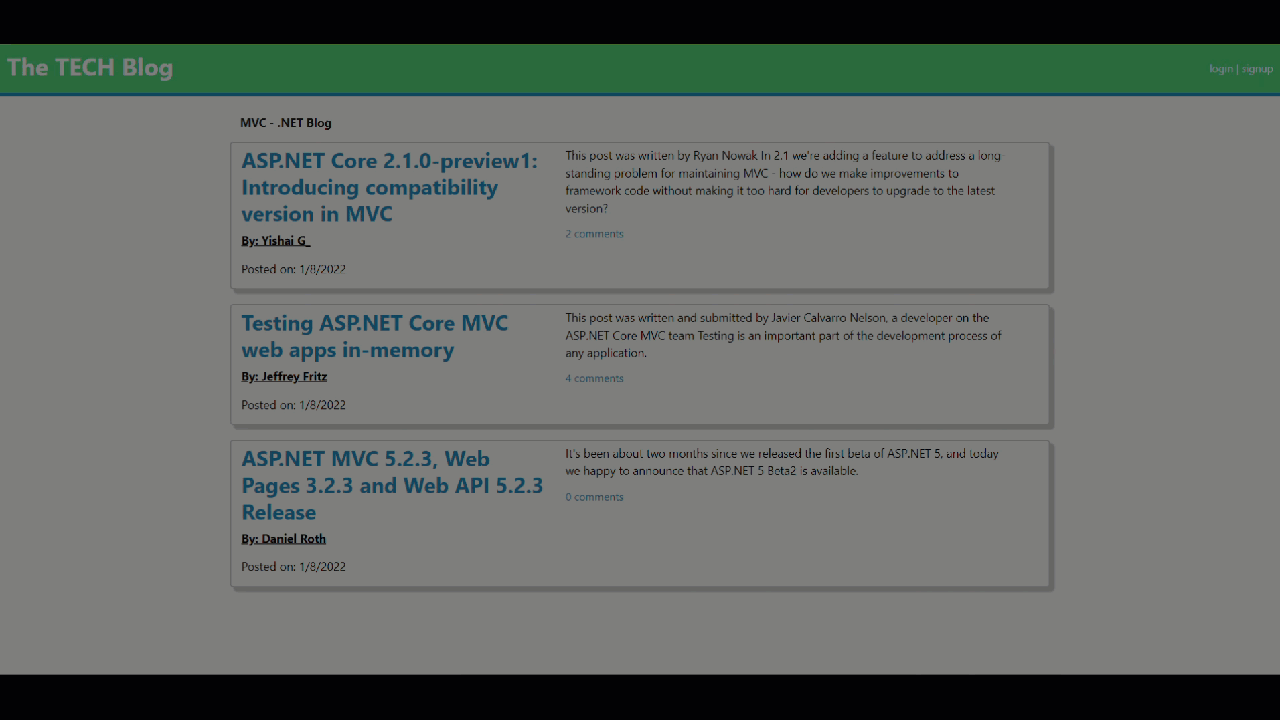 The TECH Blog
login | signup
MVC - .NET Blog
ASP.NET Core 2.1.0-preview1:
Introducing compatibility
version in MVC
By: Yishai G_
Posted on: 1/8/2022
This post was written by Ryan Nowak In 2.1 we're adding a feature to address a long-
standing problem for maintaining MVC - how do we make improvements to
framework code without making it too hard for developers to upgrade to the latest
version?
2 comments
Testing ASP.NET Core MVC
web apps in-memory
By: Jeffrey Fritz
Posted on: 1/8/2022
This post was written and submitted by Javier Calvarro Nelson, a developer on the
ASP.NET Core MVC team Testing is an important part of the development process of
any application.
4 comments
ASP.NET MVC 5.2.3, Web
Pages 3.2.3 and Web API 5.2.3
Release
By: Daniel Roth
Posted on: 1/8/2022
It's been about two months since we released the first beta of ASP.NET 5, and today
we happy to announce that ASP.NET 5 Beta2 is available.
0 comments